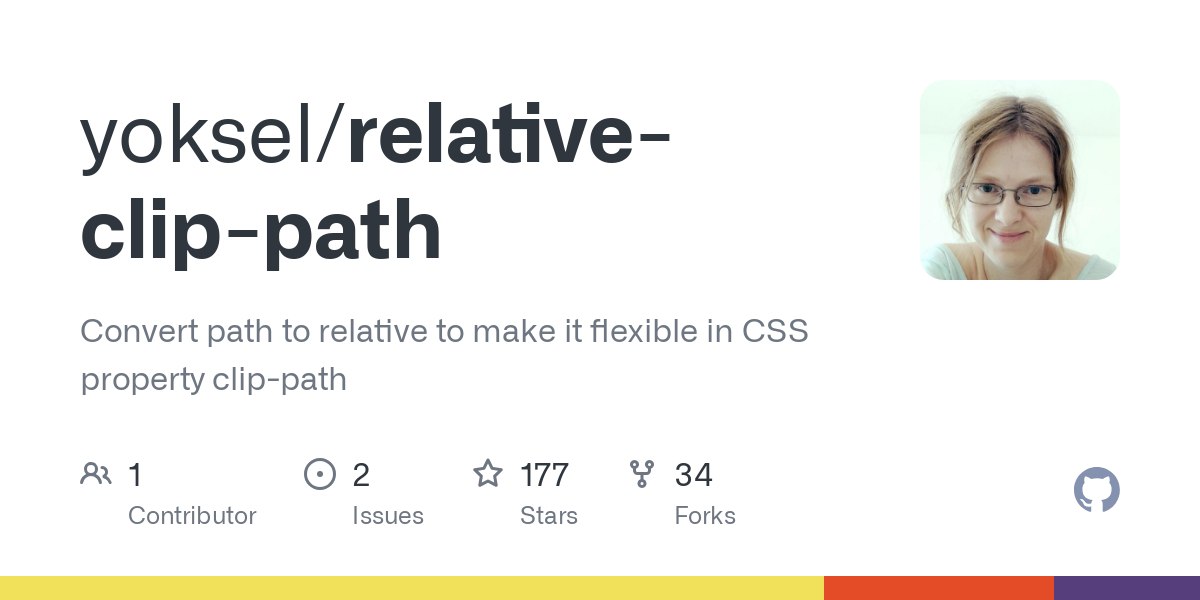 yoksel/relative-
clip-path
Convert path to relative to make it flexible in CSS
property clip-path
1
Contributor
2
Issues
177
Stars
34
Forks